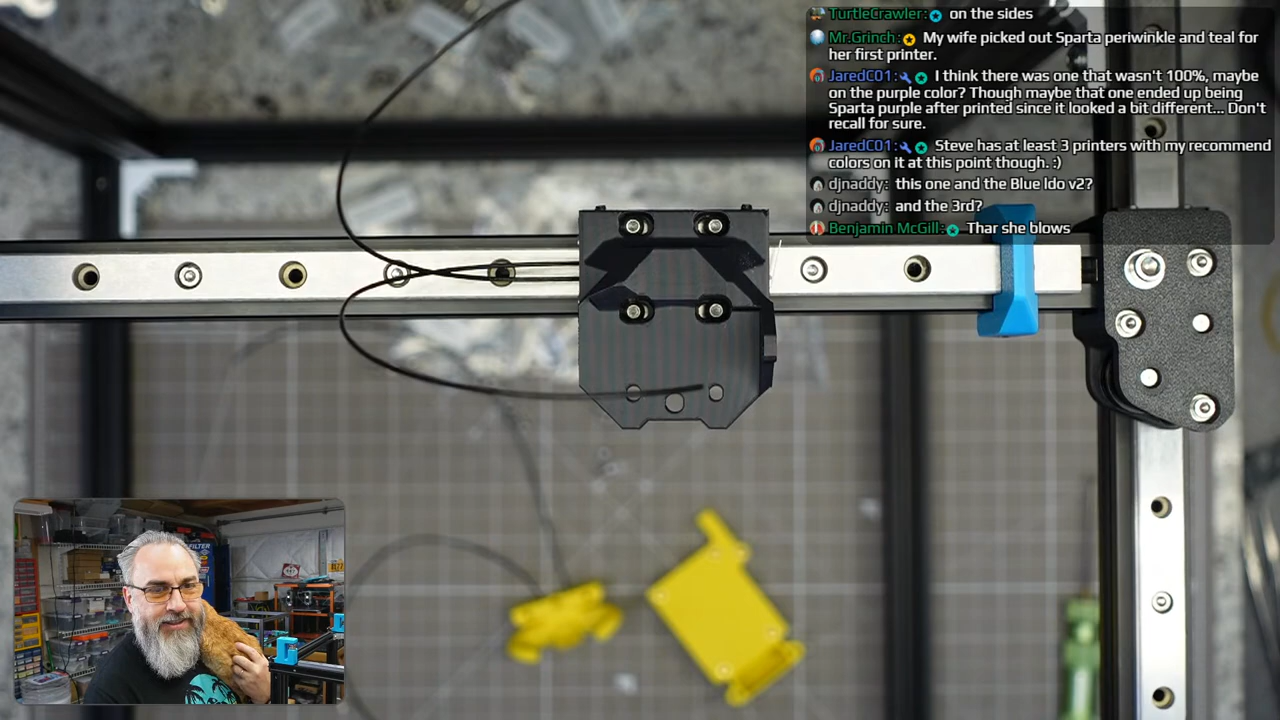 TurtleCrawler: on the sides
Mr.Grinch: My wife picked out Sparta periwinkle and teal for
her first printer.
JaredC01: I think there was one that wasn't 100%, maybe
on the purple color? Though maybe that one ended up being
Sparta purple after printed since it looked a bit different... Don't
recall for sure.
JaredC01: Steve has at least 3 printers with my recommend
colors on it at this point though. :)
djnaddy: this one and the Blue ldo v2?
djnaddy: and the 3rd?
Benjamin McGill: Thar she blows
FILTER